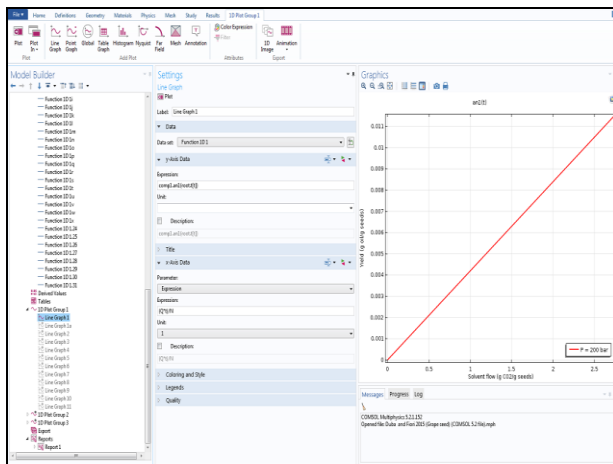 File Home Definitions Geometry Materials Physics Mesh Study Results 1D Plot Group 1
Plot Plot In Line Graph Point Graph Global Table Graph Histogram Nyquist Far Field Mesh Annotation Color Expression Filter 1D Image Animation
Plot Add Plot Attributes Export
Model Builder
Function 1D 1i
Function 1D 1j
Function 1D 1k
Function 1D 1l
Function 1D 1m
Function 1D 1n
Function 1D 1o
Function 1D 1p
Function 1D 1q
Function 1D 1r
Function 1D 1s
Function 1D 1t
Function 1D 1u
Function 1D 1v
Function 1D 1w
Function 1D 1x
Function 1D 1.24
Function 1D 1.25
Function 1D 1.26
Function 1D 1.27
Function 1D 1.28
Function 1D 1.29
Function 1D 1.30
Function 1D 1.31
Derived Values
Tables
1D Plot Group 1
Line Graph 1
Line Graph 1a
Line Graph 2
Line Graph 3
Line Graph 4
Line Graph 5
Line Graph 6
Line Graph 7
Line Graph 8
Line Graph 9
Line Graph 10
Line Graph 11
1D Plot Group 2
1D Plot Group 3
Export
Reports
Report 1
Settings
Line Graph
Plot
Label: Line Graph 1
Data
Data set: Function 1D 1
y-Axis Data
Expression:
comp1.an1(root.t[1])
Unit:
Description:
comp1.an1(root.t[1])
Title
x-Axis Data
Parameter:
Expression
Expression:
(Q*t)/N
Unit:
1
Description:
(Q*t)/N
Coloring and Style
Legends
Quality
Graphics
an1(t)
Yield (g oil/g seeds)
0.011
0.01
0.009
0.008
0.007
0.006
0.005
0.004
0.003
0.002
0.001
0
0 0.5 1 1.5 2 2.5
Solvent flow (g CO2/g seeds)
P = 200 bar
Messages Progress Log
COMSOL Multiphysics 5.2.1.152
Opened file: Duba and Fiori 2015 (Grape seed) (COMSOL 5.2 file).mph